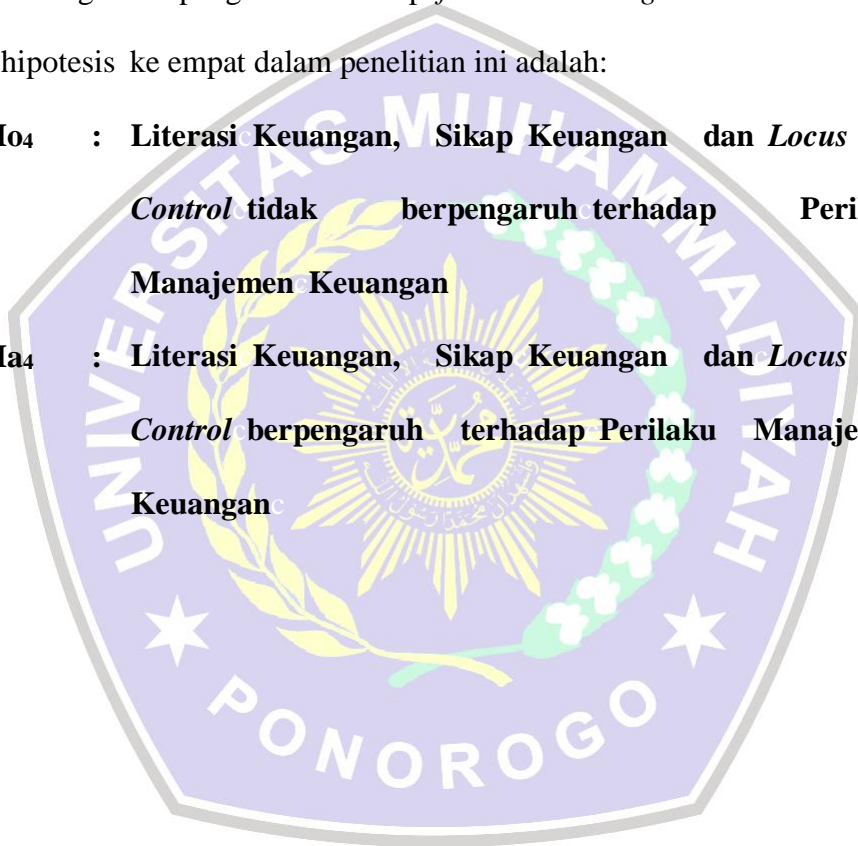 hipotesis ke empat dalam penelitian ini adalah:
Ho4 : Literasi Keuangan, Sikap Keuangan dan Locus
Control tidak berpengaruh terhadap Peril
Manajemen Keuangan
Ha4 : Literasi Keuangan, Sikap Keuangan dan Locus
Control berpengaruh terhadap Perilaku Manaje
Keuangan
UNIVERSITAS MUHAMMADIYAH
PONOROGO